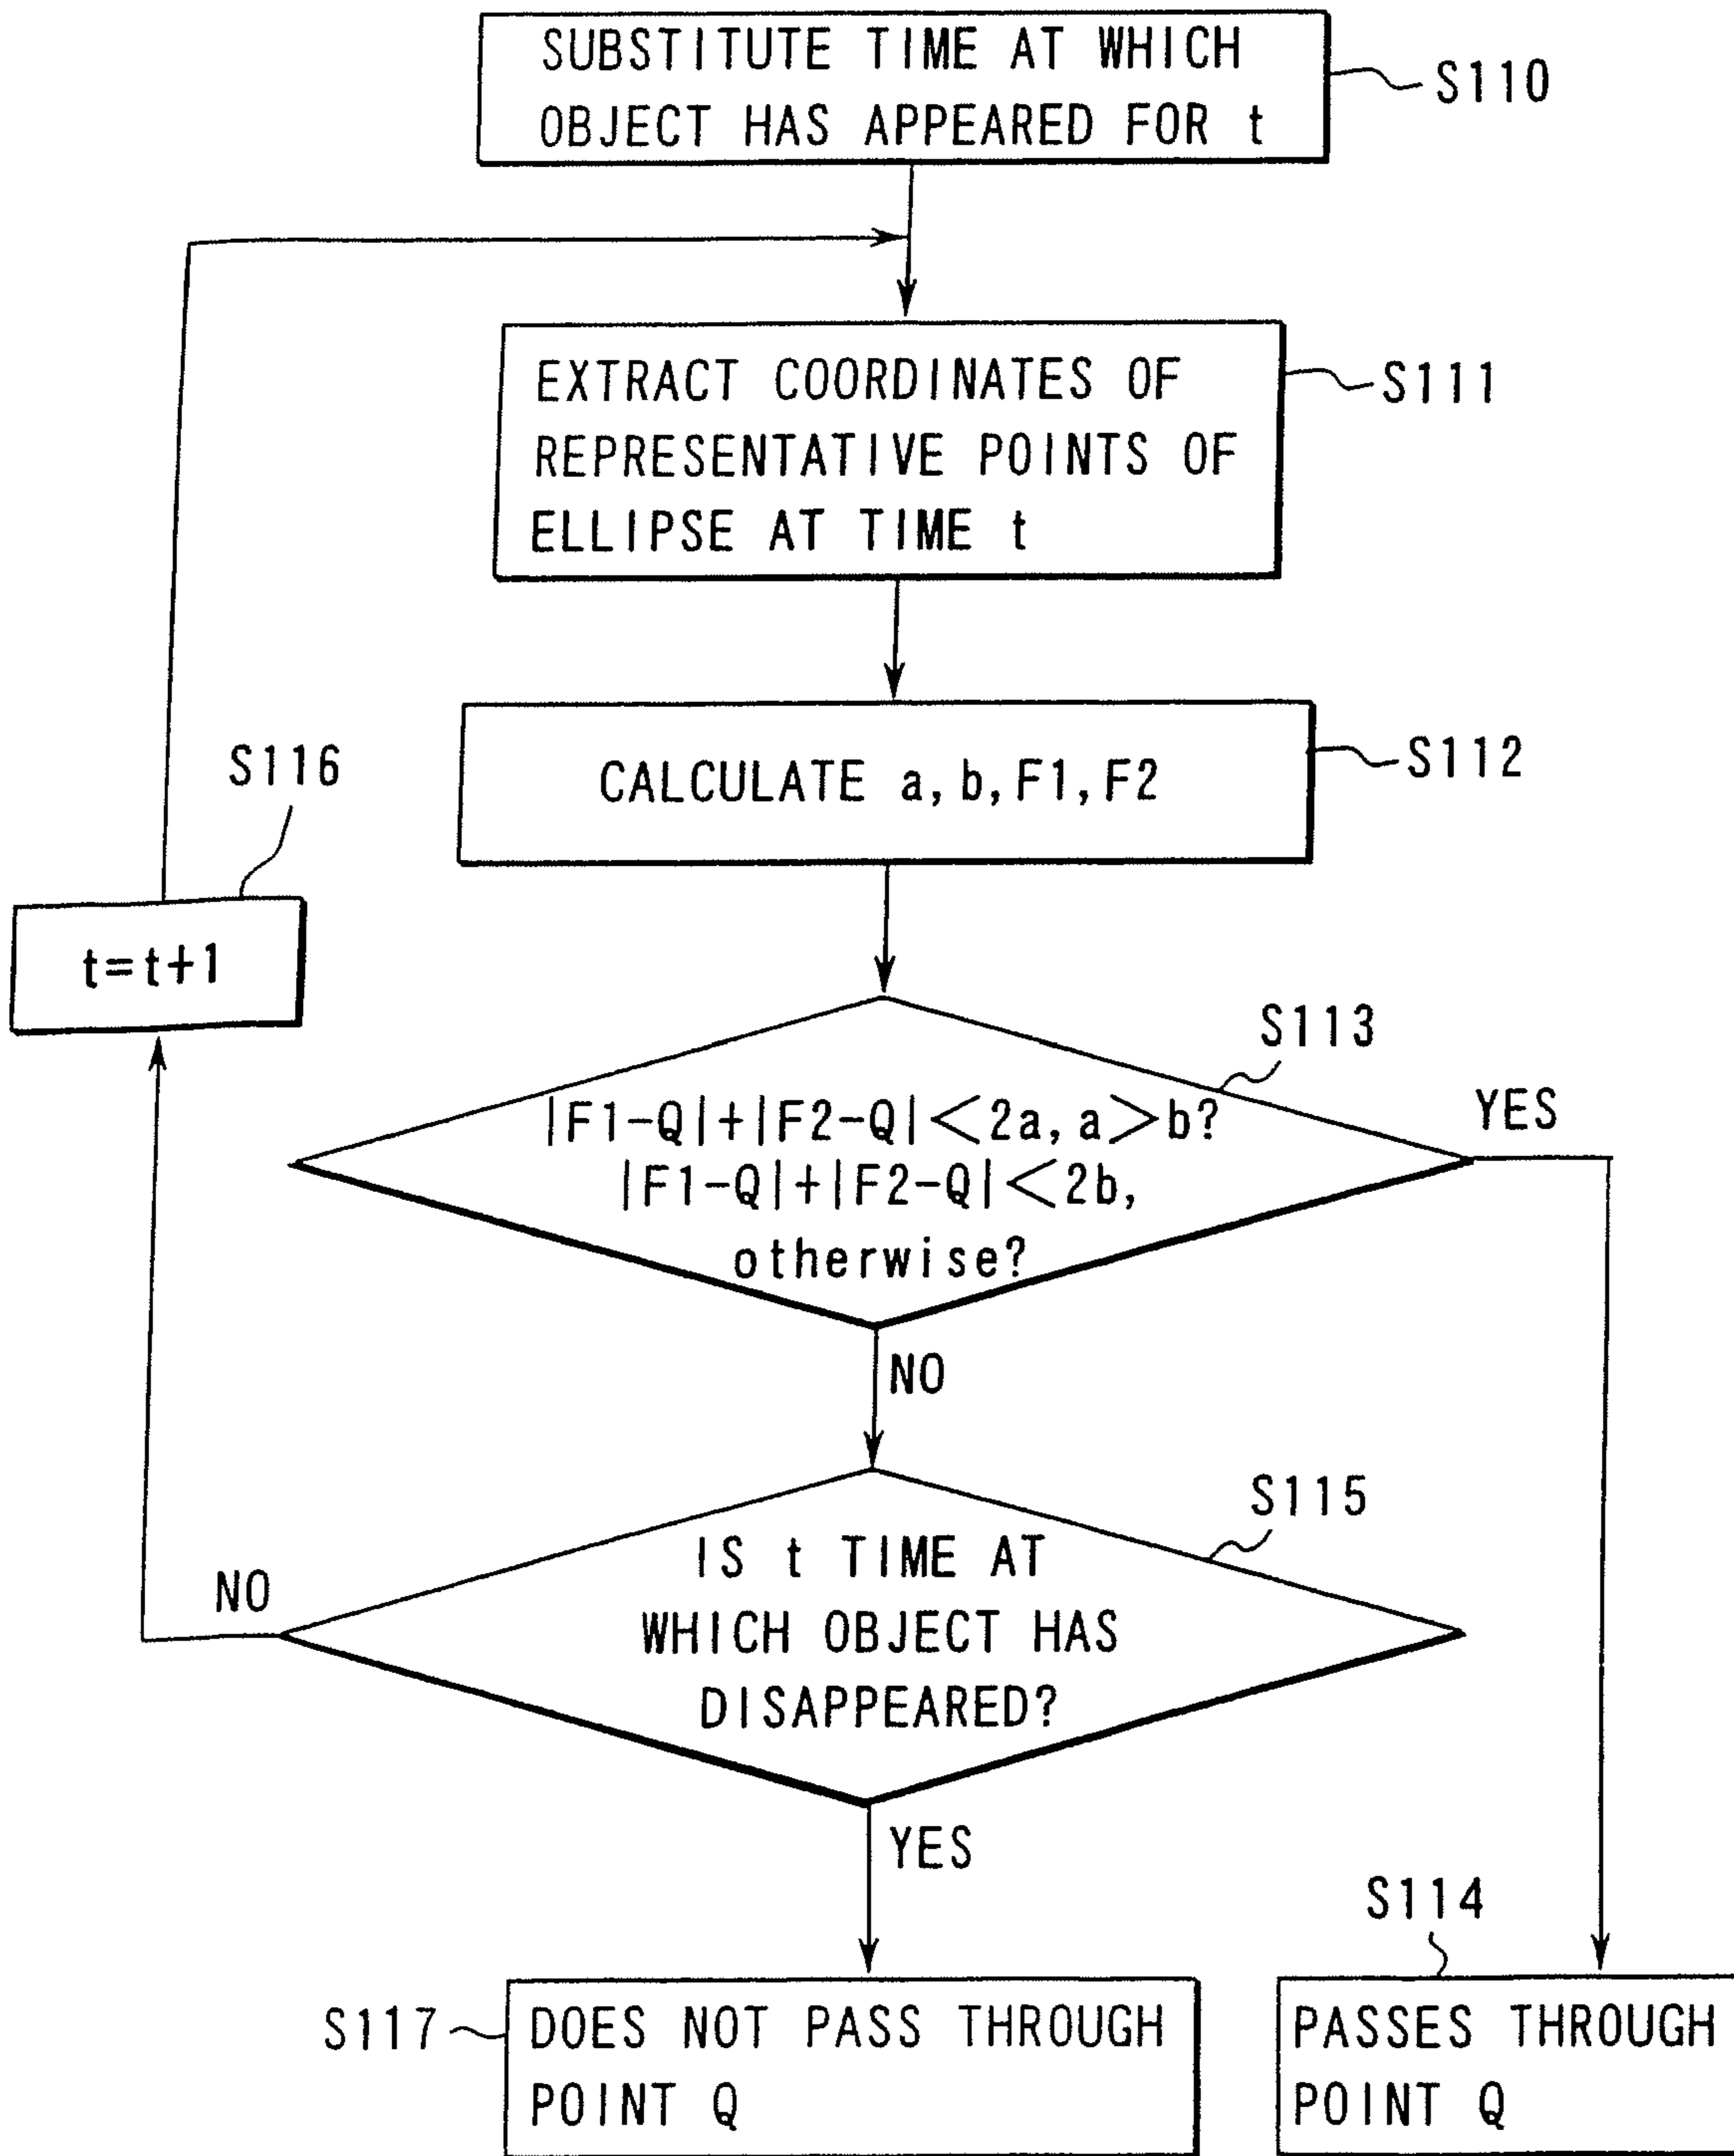 SUBSTITUTE TIME AT WHICH
OBJECT HAS APPEARED FOR t
S110
EXTRACT COORDINATES OF
REPRESENTATIVE POINTS OF
ELLIPSE AT TIME t
S111
CALCULATE a, b, F1, F2
S112
S116
t=t+1
S113
|F1-Q|+|F2-Q|<2a, a>b?
|F1-Q|+|F2-Q|<2b,
otherwise?
YES
NO
S115
IS t TIME AT
WHICH OBJECT HAS
DISAPPEARED?
NO
YES
S117
DOES NOT PASS THROUGH
POINT Q
S114
PASSES THROUGH
POINT Q